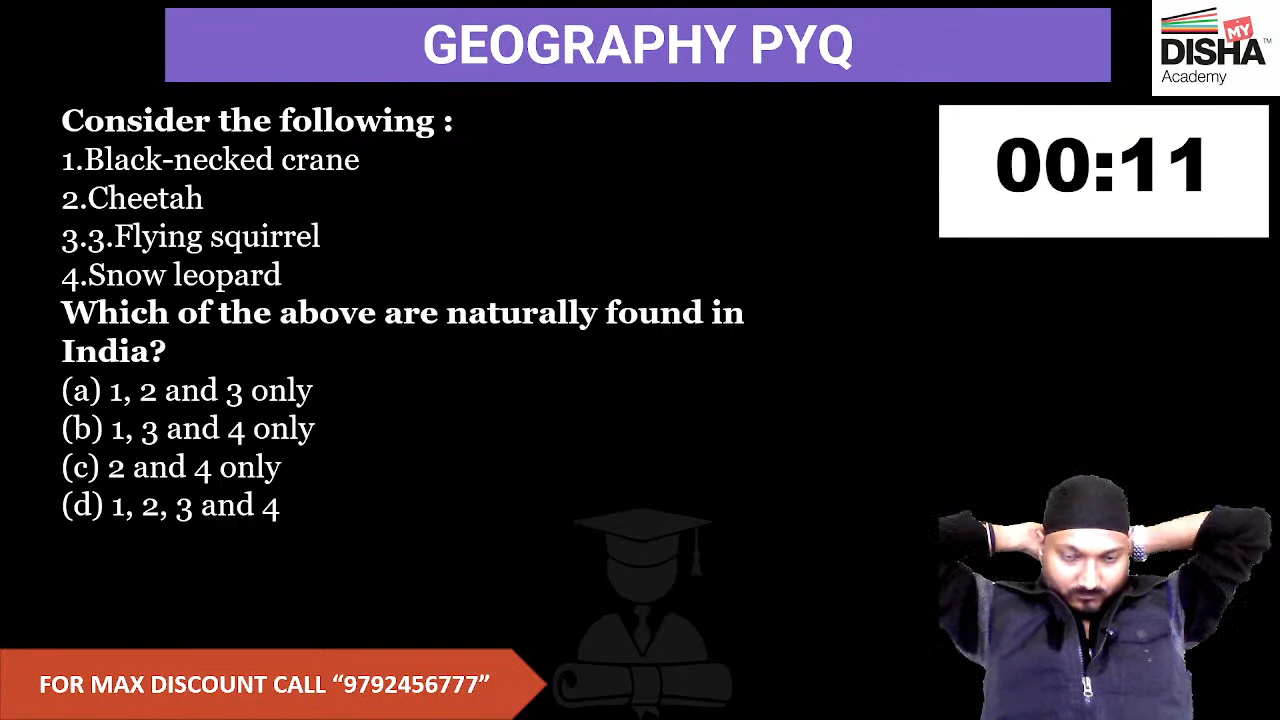 GEOGRAPHY PYQ
MY
DISHA™
Academy
Consider the following :
1.Black-necked crane
2.Cheetah
3.3.Flying squirrel
4.Snow leopard
Which of the above are naturally found in
India?
(a) 1, 2 and 3 only
(b) 1, 3 and 4 only
(c) 2 and 4 only
(d) 1, 2, 3 and 4
00:11
FOR MAX DISCOUNT CALL “9792456777”